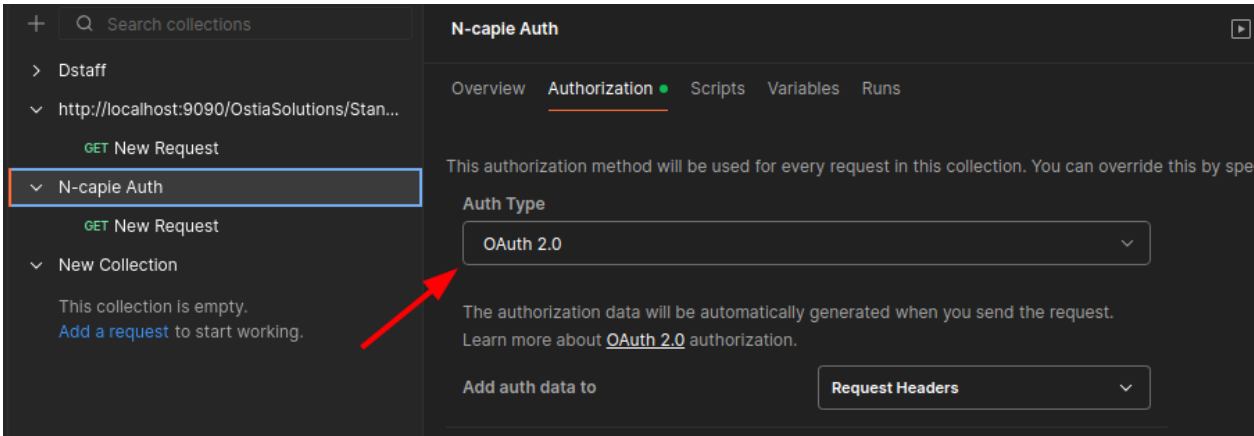 Search collections
Dstaff
http://localhost:9090/OstiaSolutions/Stan...
GET New Request
N-capie Auth
GET New Request
New Collection
This collection is empty.
Add a request to start working.
N-capie Auth
Overview Authorization Scripts Variables Runs
This authorization method will be used for every request in this collection. You can override this by spe
Auth Type
OAuth 2.0
The authorization data will be automatically generated when you send the request.
Learn more about OAuth 2.0 authorization.
Add auth data to Request Headers